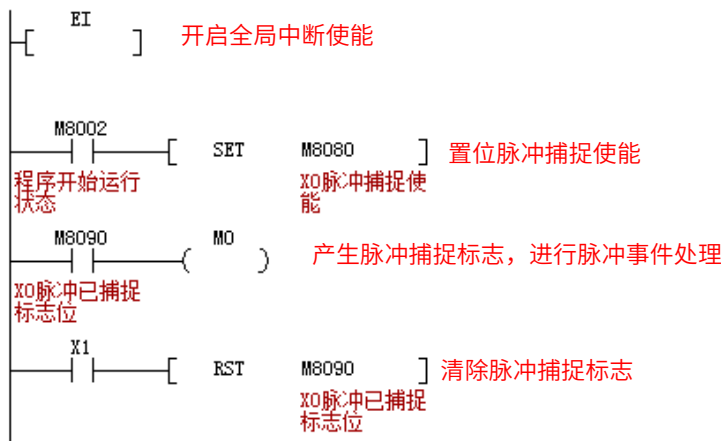 EI
开启全局中断使能
M8002
SET M8080 置位脉冲捕捉使能
程序开始运行
状态
X0脉冲捕捉使
能
M8090 M0
产生脉冲捕捉标志，进行脉冲事件处理
X0脉冲已捕捉
标志位
X1
RST M8090 清除脉冲捕捉标志
X0脉冲已捕捉
标志位